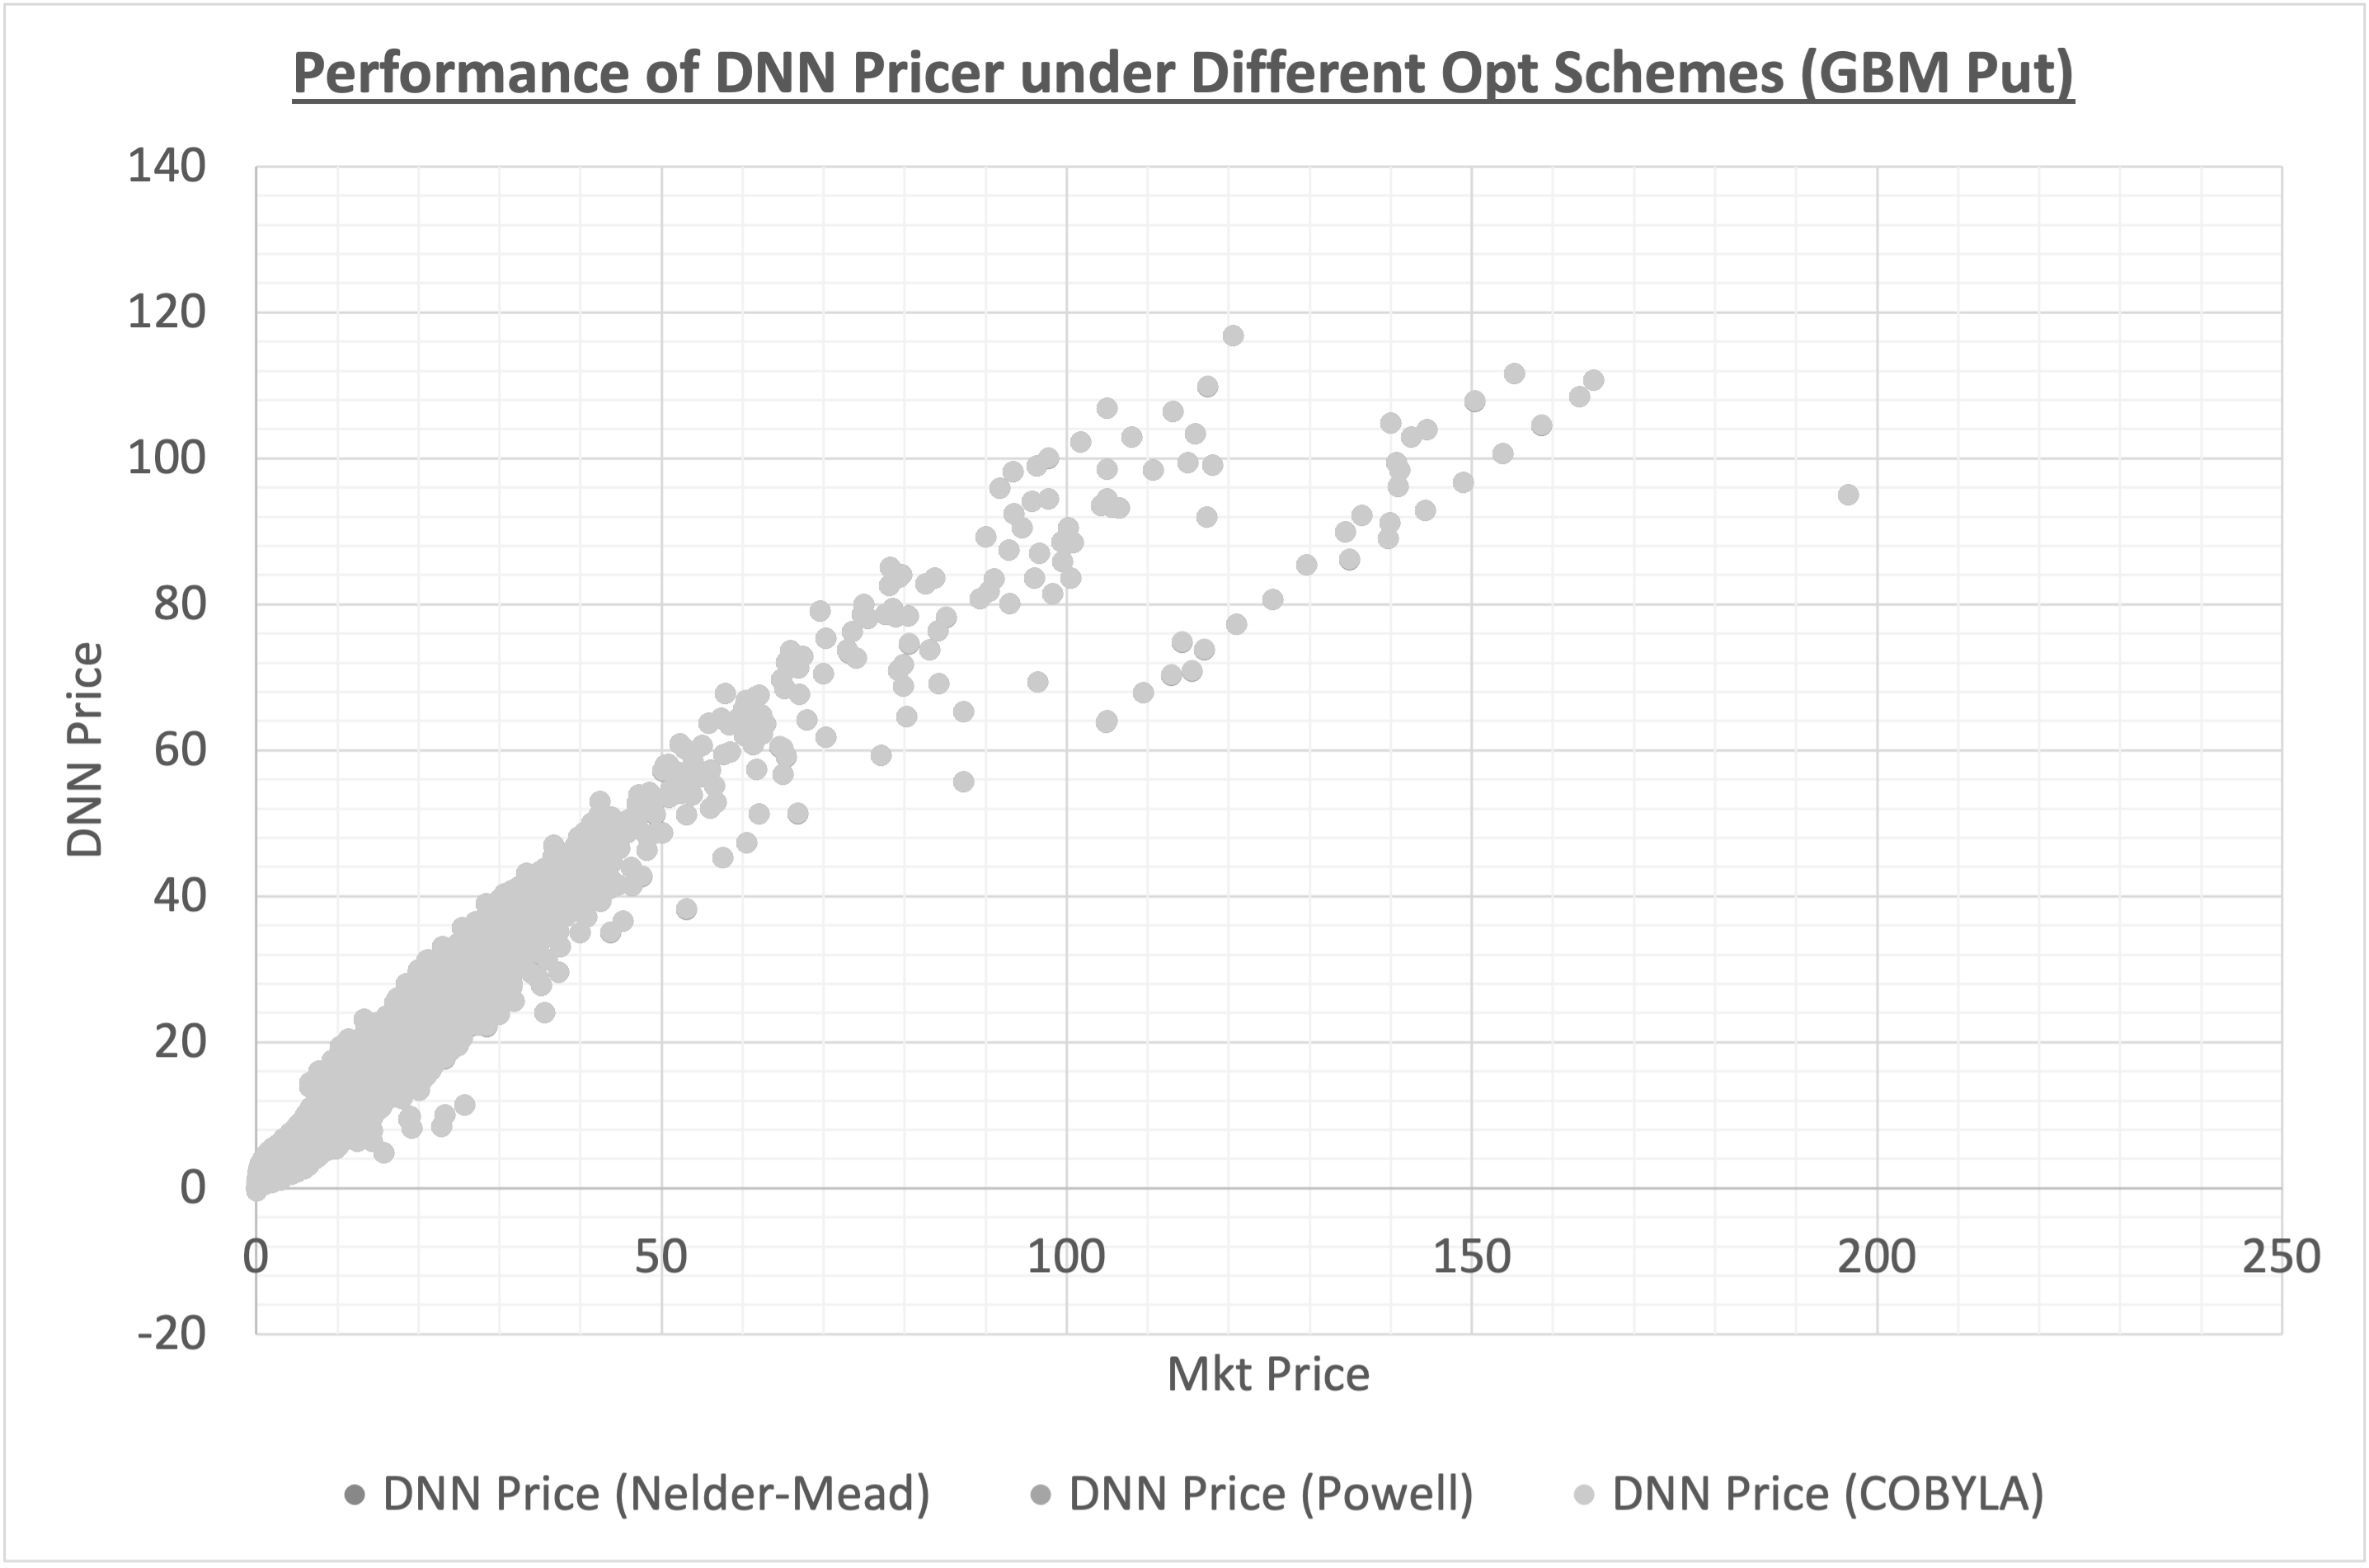 Performance of DNN Pricer under Different Opt Schemes (GBM Put)
140
120
100
80
60
40
20
0
-20
DNN Price
0 50 100 150 200 250
Mkt Price
DNN Price (Nelder-Mead) DNN Price (Powell) DNN Price (COBYLA)